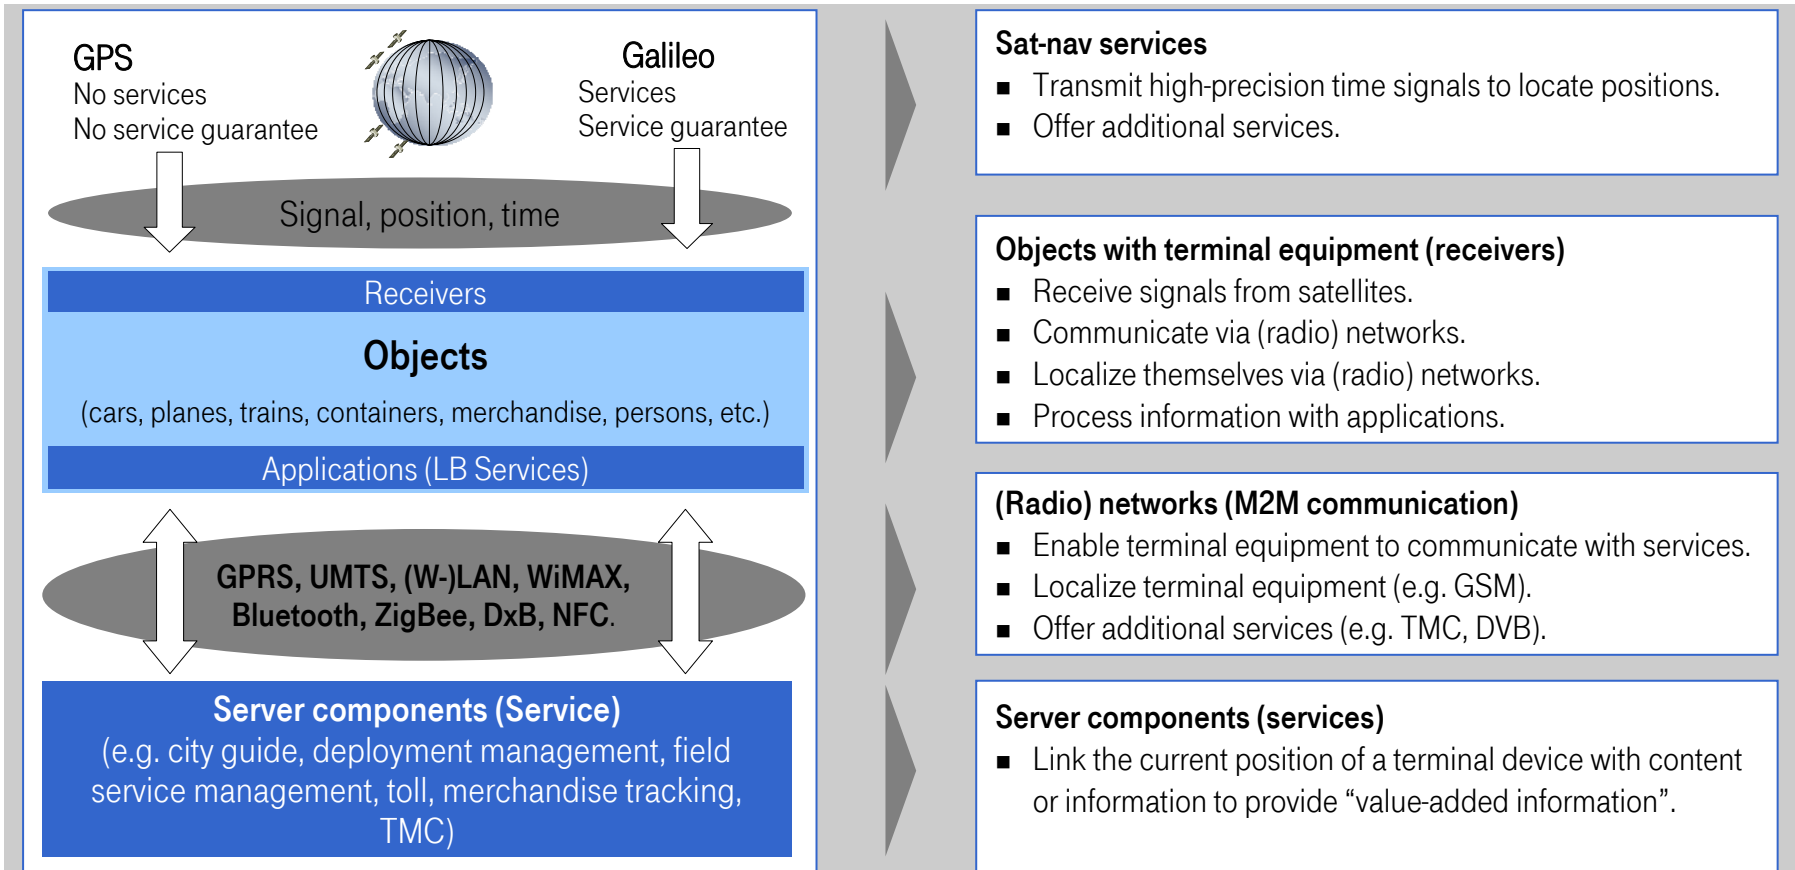 GPS
No services
No service guarantee
Galileo
Services
Service guarantee
Signal, position, time
Receivers
Objects
(cars, planes, trains, containers, merchandise, persons, etc.)
Applications (LB Services)
GPRS, UMTS, (W-)LAN, WiMAX,
Bluetooth, ZigBee, DxB, NFC.
Server components (Service)
(e.g. city guide, deployment management, field
service management, toll, merchandise tracking,
TMC)
Sat-nav services
■ Transmit high-precision time signals to locate positions.
■ Offer additional services.
Objects with terminal equipment (receivers)
■ Receive signals from satellites.
■ Communicate via (radio) networks.
■ Localize themselves via (radio) networks.
■ Process information with applications.
(Radio) networks (M2M communication)
■ Enable terminal equipment to communicate with services.
■ Localize terminal equipment (e.g. GSM).
■ Offer additional services (e.g. TMC, DVB).
Server components (services)
■ Link the current position of a terminal device with content
or information to provide “value-added information”.